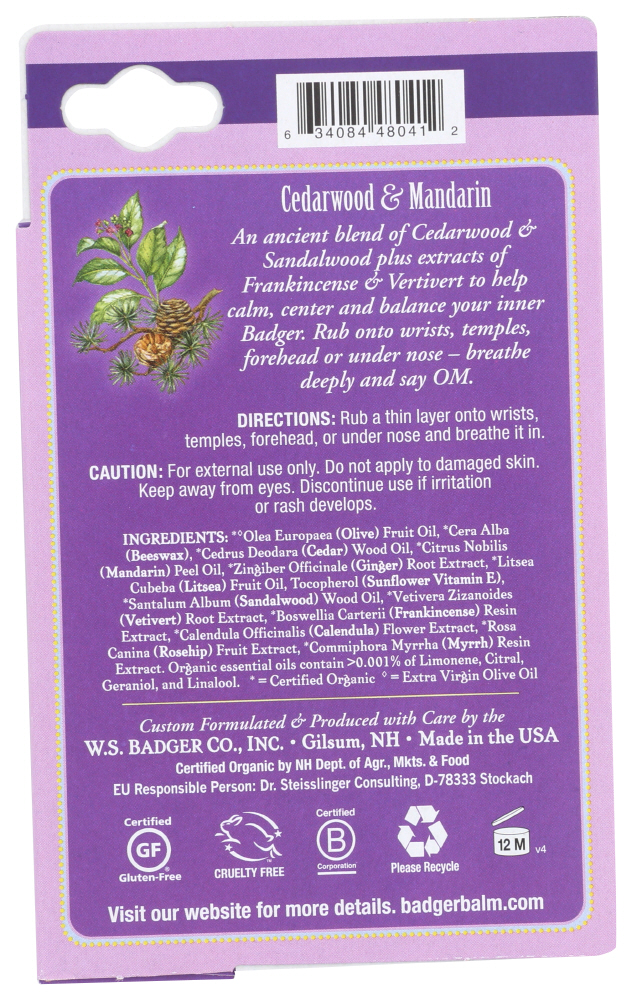 6 34084 48041 2
Cedarwood & Mandarin
An ancient blend of Cedarwood &
Sandalwood plus extracts of
Frankincense & Vertivert to help
calm, center and balance your inner
Badger. Rub onto wrists, temples,
forehead or under nose – breathe
deeply and say OM.
DIRECTIONS: Rub a thin layer onto wrists,
temples, forehead, or under nose and breathe it in.
CAUTION: For external use only. Do not apply to damaged skin.
Keep away from eyes. Discontinue use if irritation
or rash develops.
INGREDIENTS: *◊Olea Europaea (Olive) Fruit Oil, *Cera Alba
(Beeswax), *Cedrus Deodara (Cedar) Wood Oil, *Citrus Nobilis
(Mandarin) Peel Oil, *Zingiber Officinale (Ginger) Root Extract, *Litsea
Cubeba (Litsea) Fruit Oil, Tocopherol (Sunflower Vitamin E),
*Santalum Album (Sandalwood) Wood Oil, *Vetivera Zizanoides
(Vetivert) Root Extract, *Boswellia Carterii (Frankincense) Resin
Extract, *Calendula Officinalis (Calendula) Flower Extract, *Rosa
Canina (Rosehip) Fruit Extract, *Commiphora Myrrha (Myrrh) Resin
Extract. Organic essential oils contain >0.001% of Limonene, Citral,
Geraniol, and Linalool. * = Certified Organic ◊ = Extra Virgin Olive Oil
Custom Formulated & Produced with Care by the
W.S. BADGER CO., INC. • Gilsum, NH • Made in the USA
Certified Organic by NH Dept. of Agr., Mkts. & Food
EU Responsible Person: Dr. Steisslinger Consulting, D-78333 Stockach
Certified
GF
®
Gluten-Free
CRUELTY FREE
Certified
B
Corporation
Please Recycle
12 M
v4
Visit our website for more details. badgerbalm.com